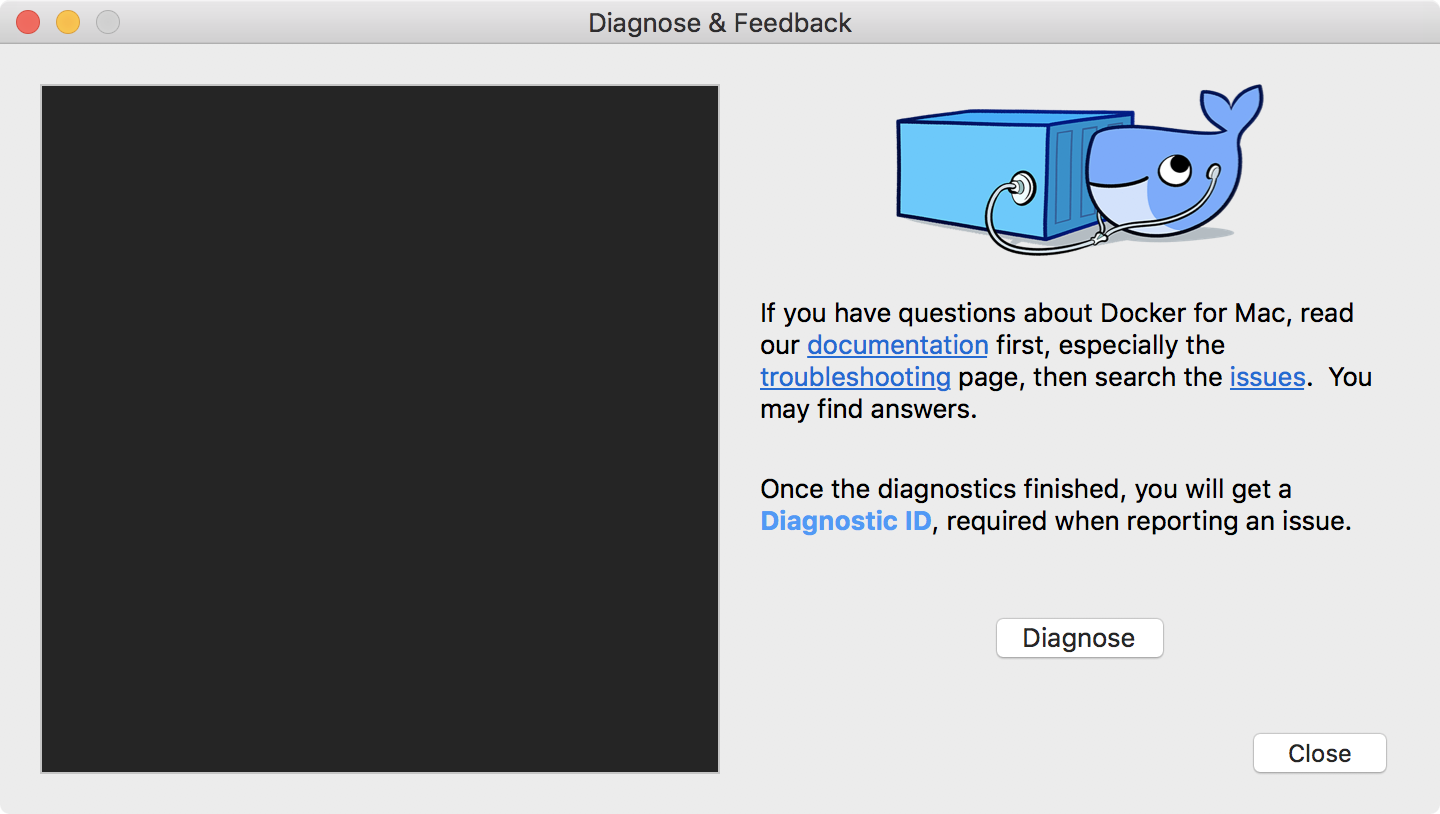 Diagnose & Feedback
If you have questions about Docker for Mac, read
our documentation first, especially the
troubleshooting page, then search the issues.  You
may find answers.
Once the diagnostics finished, you will get a
Diagnostic ID, required when reporting an issue.
Diagnose
Close